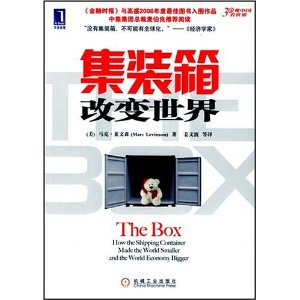 《金融时报》与高盛2006年度最佳图书入围作品
中集集团总裁麦伯良推荐阅读
"没有集装箱，不可能有全球化。" ——《经济学家》
集装箱
改变世界
THE BOX
（美）马克·莱文森（Marc Levinson） 著 姜文波 等译
The Box
How the Shipping Container
Made the World Smaller
and the World Economy Bigger
机械工业出版社